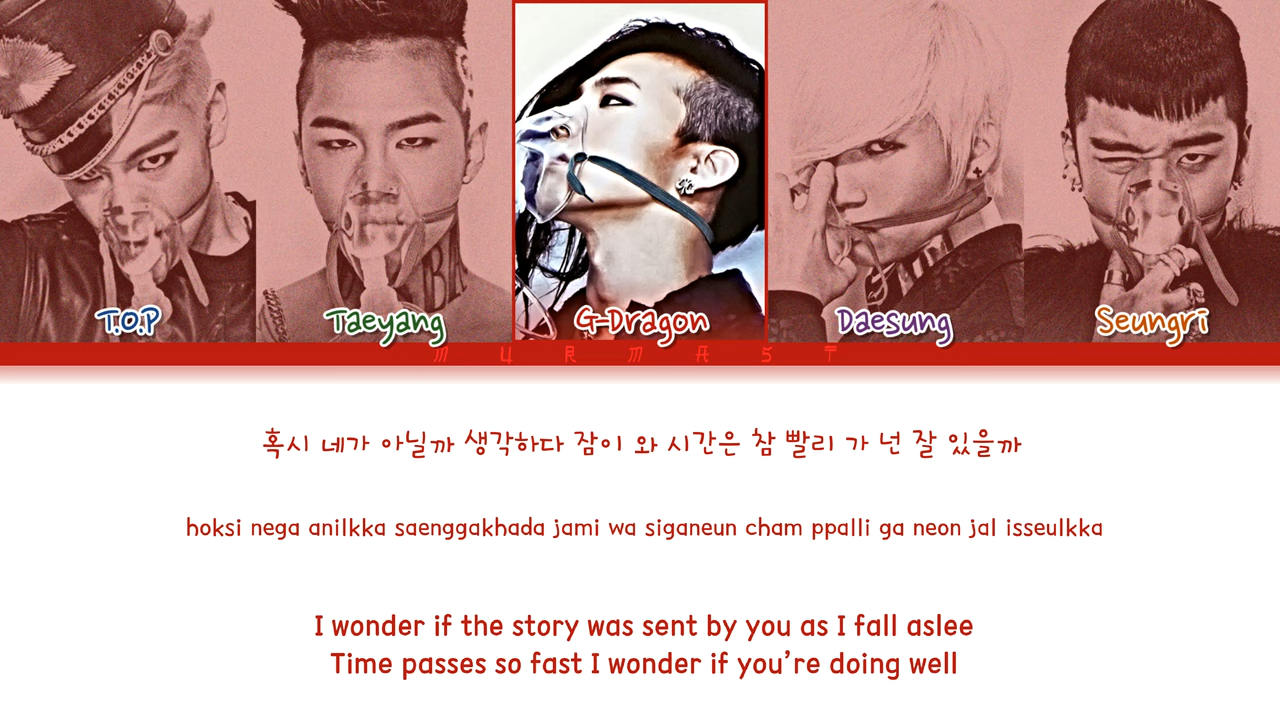 T.O.P
Taeyang
G-Dragon
Daesung
Seungri
혹시 네가 아닐까 생각하다 잠이 와 시간은 참 빨리 가 넌 잘 있을까
hoksi nega anilkka saenggakhada jami wa siganeun cham ppalli ga neon jal isseulkka
I wonder if the story was sent by you as I fall aslee
Time passes so fast I wonder if you're doing well